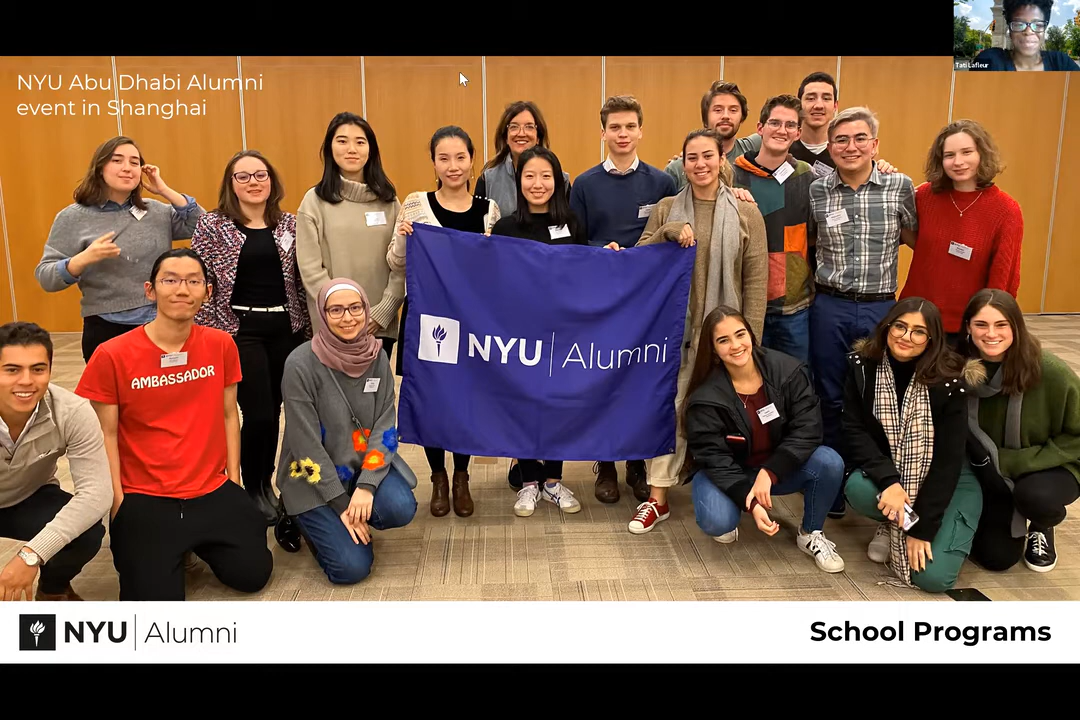 NYU Abu Dhabi Alumni
event in Shanghai
Tati Lafleur
AMBASSADOR
NYU | Alumni
NYU | Alumni
School Programs